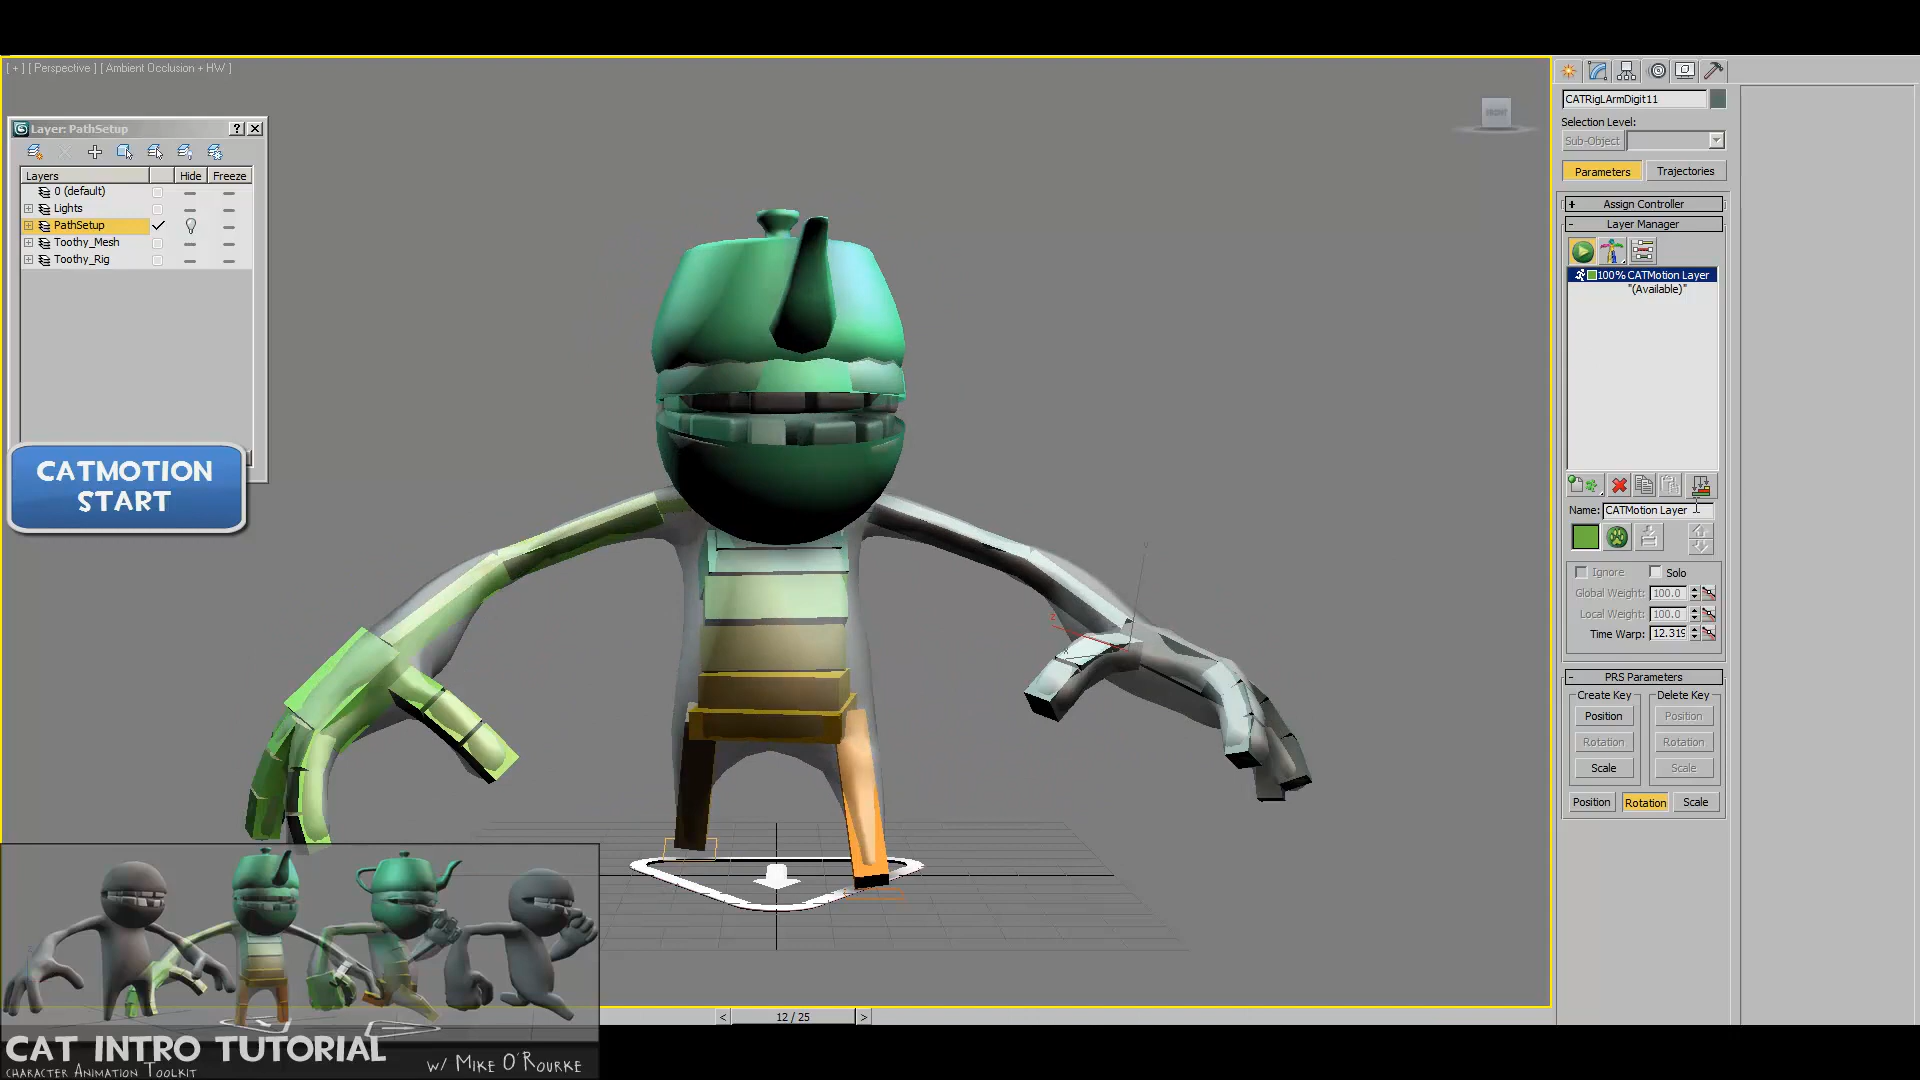 [ + ] [ Perspective ] [ Ambient Occlusion + HW ]
FRONT
Layer: PathSetup
?
Layers Hide Freeze
0 (default)
Lights
PathSetup
Toothy_Mesh
Toothy_Rig
CATMOTION
START
z
12 / 25
< >
CAT INTRO TUTORIAL
CHARACTER ANIMATION TOOLKIT
W/ MIKE O'ROURKE
CATRigLArmDigit11
Selection Level:
Sub-Object
Parameters Trajectories
+ Assign Controller
- Layer Manager
100% CATMotion Layer
"(Available)"
Name: CATMotion Layer
Ignore Solo
Global Weight: 100.0
Local Weight: 100.0
Time Warp: 12.319
- PRS Parameters
Create Key Delete Key
Position Position
Rotation Rotation
Scale Scale
Position Rotation Scale